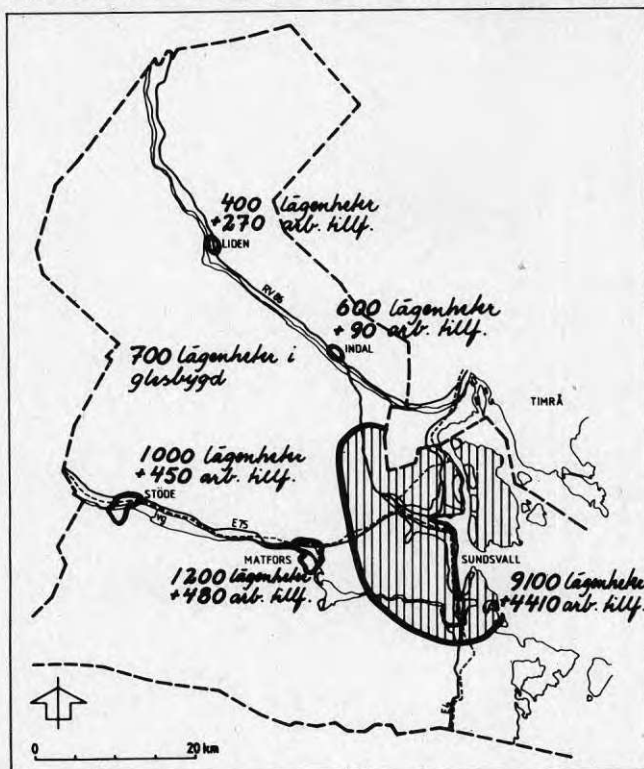 400 lägenheter
+270 arb. tillf.
LIDEN
RV 86
600 lägenheter
+ 90 arb. tillf.
INDAL
700 lägenheter i
glesbygd
TIMRÅ
1000 lägenheter
+450 arb. tillf.
STÖDE
E75
MATFORS
SUNDSVALL
1200 lägenheter
+480 arb. tillf.
9100 lägenheter
+4410 arb. tillf.
E4
0 20 km